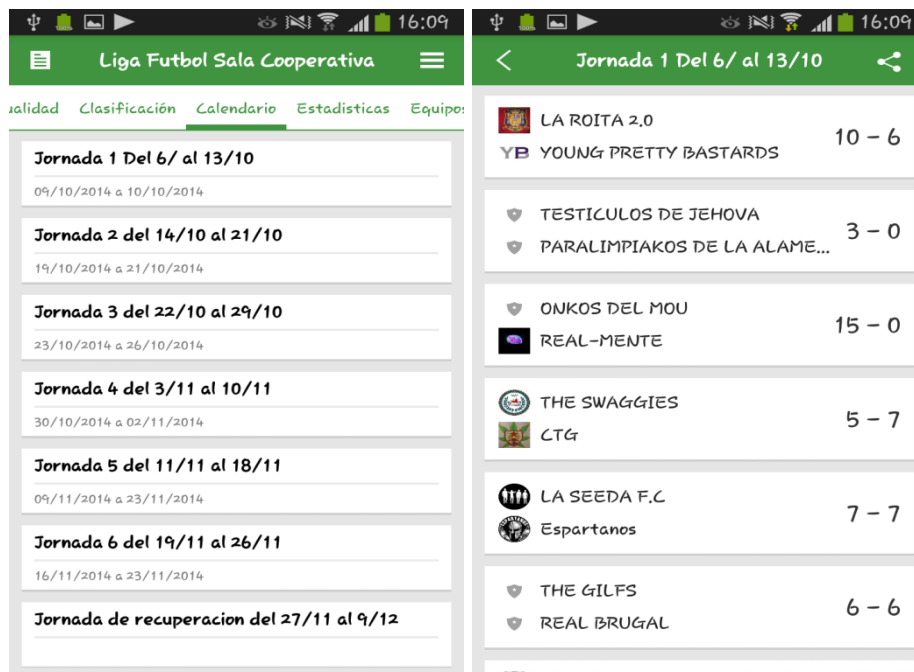 16:09
Liga Futbol Sala Cooperativa
ualidad Clasificación Calendario Estadisticas Equipos
Jornada 1 Del 6/ al 13/10
09/10/2014 a 10/10/2014
Jornada 2 del 14/10 al 21/10
19/10/2014 a 21/10/2014
Jornada 3 del 22/10 al 29/10
23/10/2014 a 26/10/2014
Jornada 4 del 3/11 al 10/11
30/10/2014 a 02/11/2014
Jornada 5 del 11/11 al 18/11
09/11/2014 a 23/11/2014
Jornada 6 del 19/11 al 26/11
16/11/2014 a 23/11/2014
Jornada de recuperacion del 27/11 al 9/12
16:09
Jornada 1 Del 6/ al 13/10
LA ROITA 2.0
10 - 6
YB YOUNG PRETTY BASTARDS
TESTICULOS DE JEHOVA
3 - 0
PARALIMPIAKOS DE LA ALAME...
ONKOS DEL MOU
15 - 0
REAL-MENTE
THE SWAGGIES
5 - 7
CTG
LA SEEDA F.C
7 - 7
Espartanos
THE GILFS
6 - 6
REAL BRUGAL